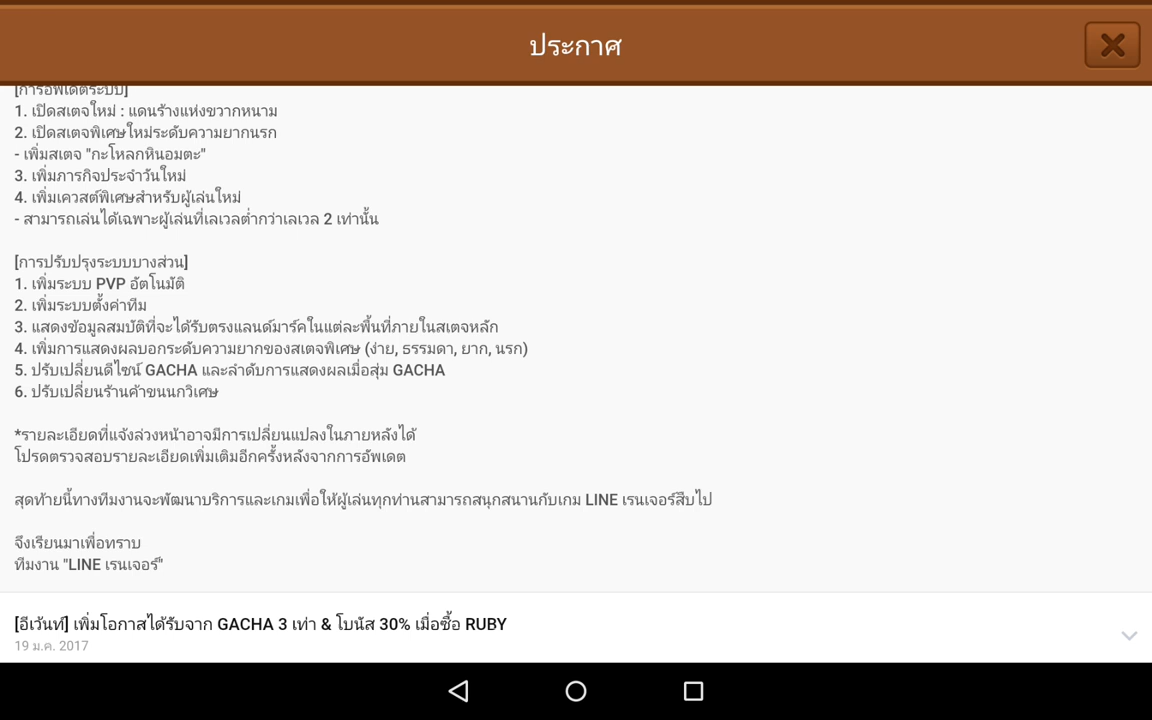 ประกาศ
[การอัพเดตระบบ]
1. เปิดสเตจใหม่ : แดนร้างแห่งขวากหนาม
2. เปิดสเตจพิเศษใหม่ระดับความยากนรก
- เพิ่มสเตจ "กะโหลกหินอมตะ"
3. เพิ่มภารกิจประจำวันใหม่
4. เพิ่มเควสต์พิเศษสำหรับผู้เล่นใหม่
- สามารถเล่นได้เฉพาะผู้เล่นที่เลเวลต่ำกว่าเลเวล 2 เท่านั้น
[การปรับปรุงระบบบางส่วน]
1. เพิ่มระบบ PVP อัตโนมัติ
2. เพิ่มระบบตั้งค่าทีม
3. แสดงข้อมูลสมบัติที่จะได้รับตรงแลนด์มาร์คในแต่ละพื้นที่ภายในสเตจหลัก
4. เพิ่มการแสดงผลบอกระดับความยากของสเตจพิเศษ (ง่าย, ธรรมดา, ยาก, นรก)
5. ปรับเปลี่ยนดีไซน์ GACHA และลำดับการแสดงผลเมื่อสุ่ม GACHA
6. ปรับเปลี่ยนร้านค้าขนนกวิเศษ
*รายละเอียดที่แจ้งล่วงหน้าอาจมีการเปลี่ยนแปลงในภายหลังได้
โปรดตรวจสอบรายละเอียดเพิ่มเติมอีกครั้งหลังจากการอัพเดต
สุดท้ายนี้ทางทีมงานจะพัฒนาบริการและเกมเพื่อให้ผู้เล่นทุกท่านสามารถสนุกสนานกับเกม LINE เรนเจอร์สืบไป
จึงเรียนมาเพื่อทราบ
ทีมงาน "LINE เรนเจอร์"
[อีเว้นท์] เพิ่มโอกาสได้รับจาก GACHA 3 เท่า & โบนัส 30% เมื่อซื้อ RUBY
19 ม.ค. 2017